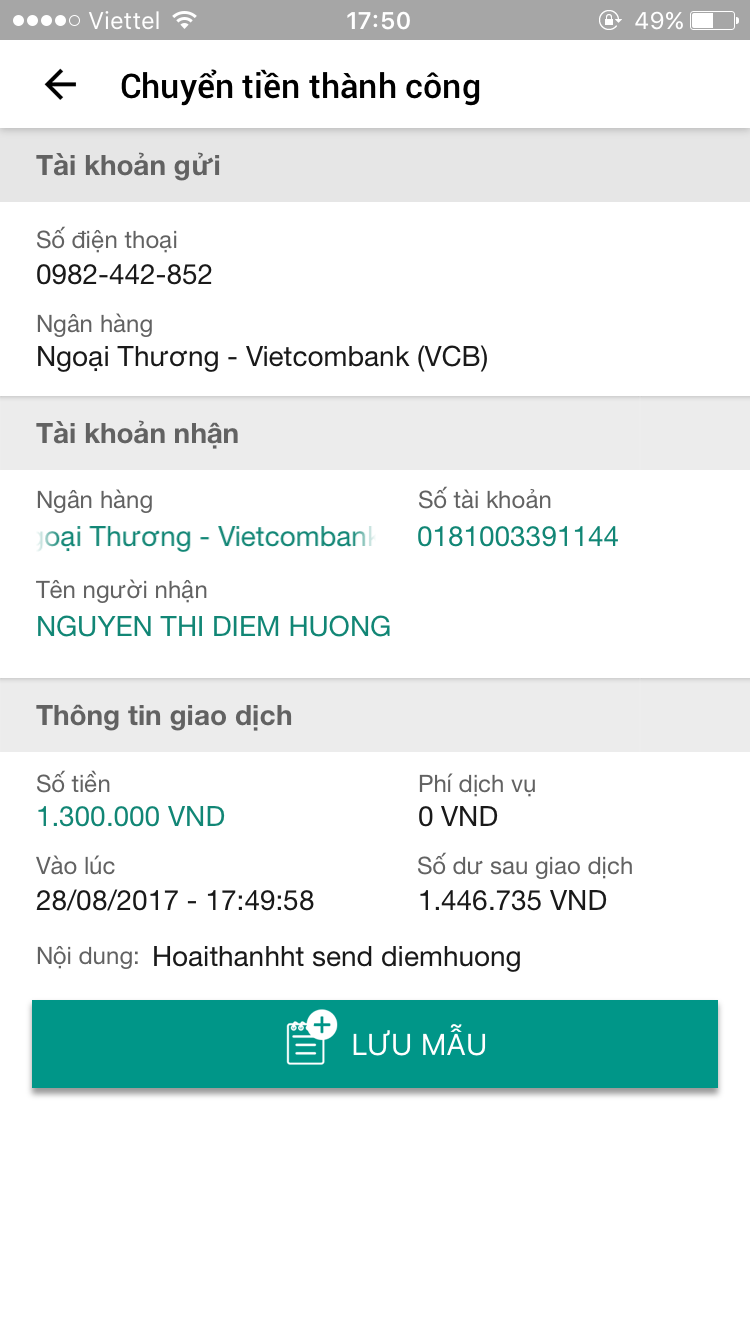 Viettel 17:50 49%
Chuyển tiền thành công
Tài khoản gửi
Số điện thoại
0982-442-852
Ngân hàng
Ngoại Thương - Vietcombank (VCB)
Tài khoản nhận
Ngân hàng Số tài khoản
goại Thương - Vietcombank 0181003391144
Tên người nhận
NGUYEN THI DIEM HUONG
Thông tin giao dịch
Số tiền Phí dịch vụ
1.300.000 VND 0 VND
Vào lúc Số dư sau giao dịch
28/08/2017 - 17:49:58 1.446.735 VND
Nội dung: Hoaithanhht send diemhuong
LƯU MẪU